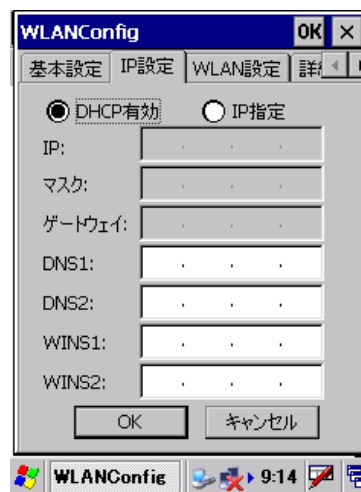 WLANConfig OK ×
基本設定 IP設定 WLAN設定
DHCP有効 IP指定
IP:
マスク:
ゲートウェイ:
DNS1:
DNS2:
WINS1:
WINS2:
OK キャンセル
WLANConfig 9:14